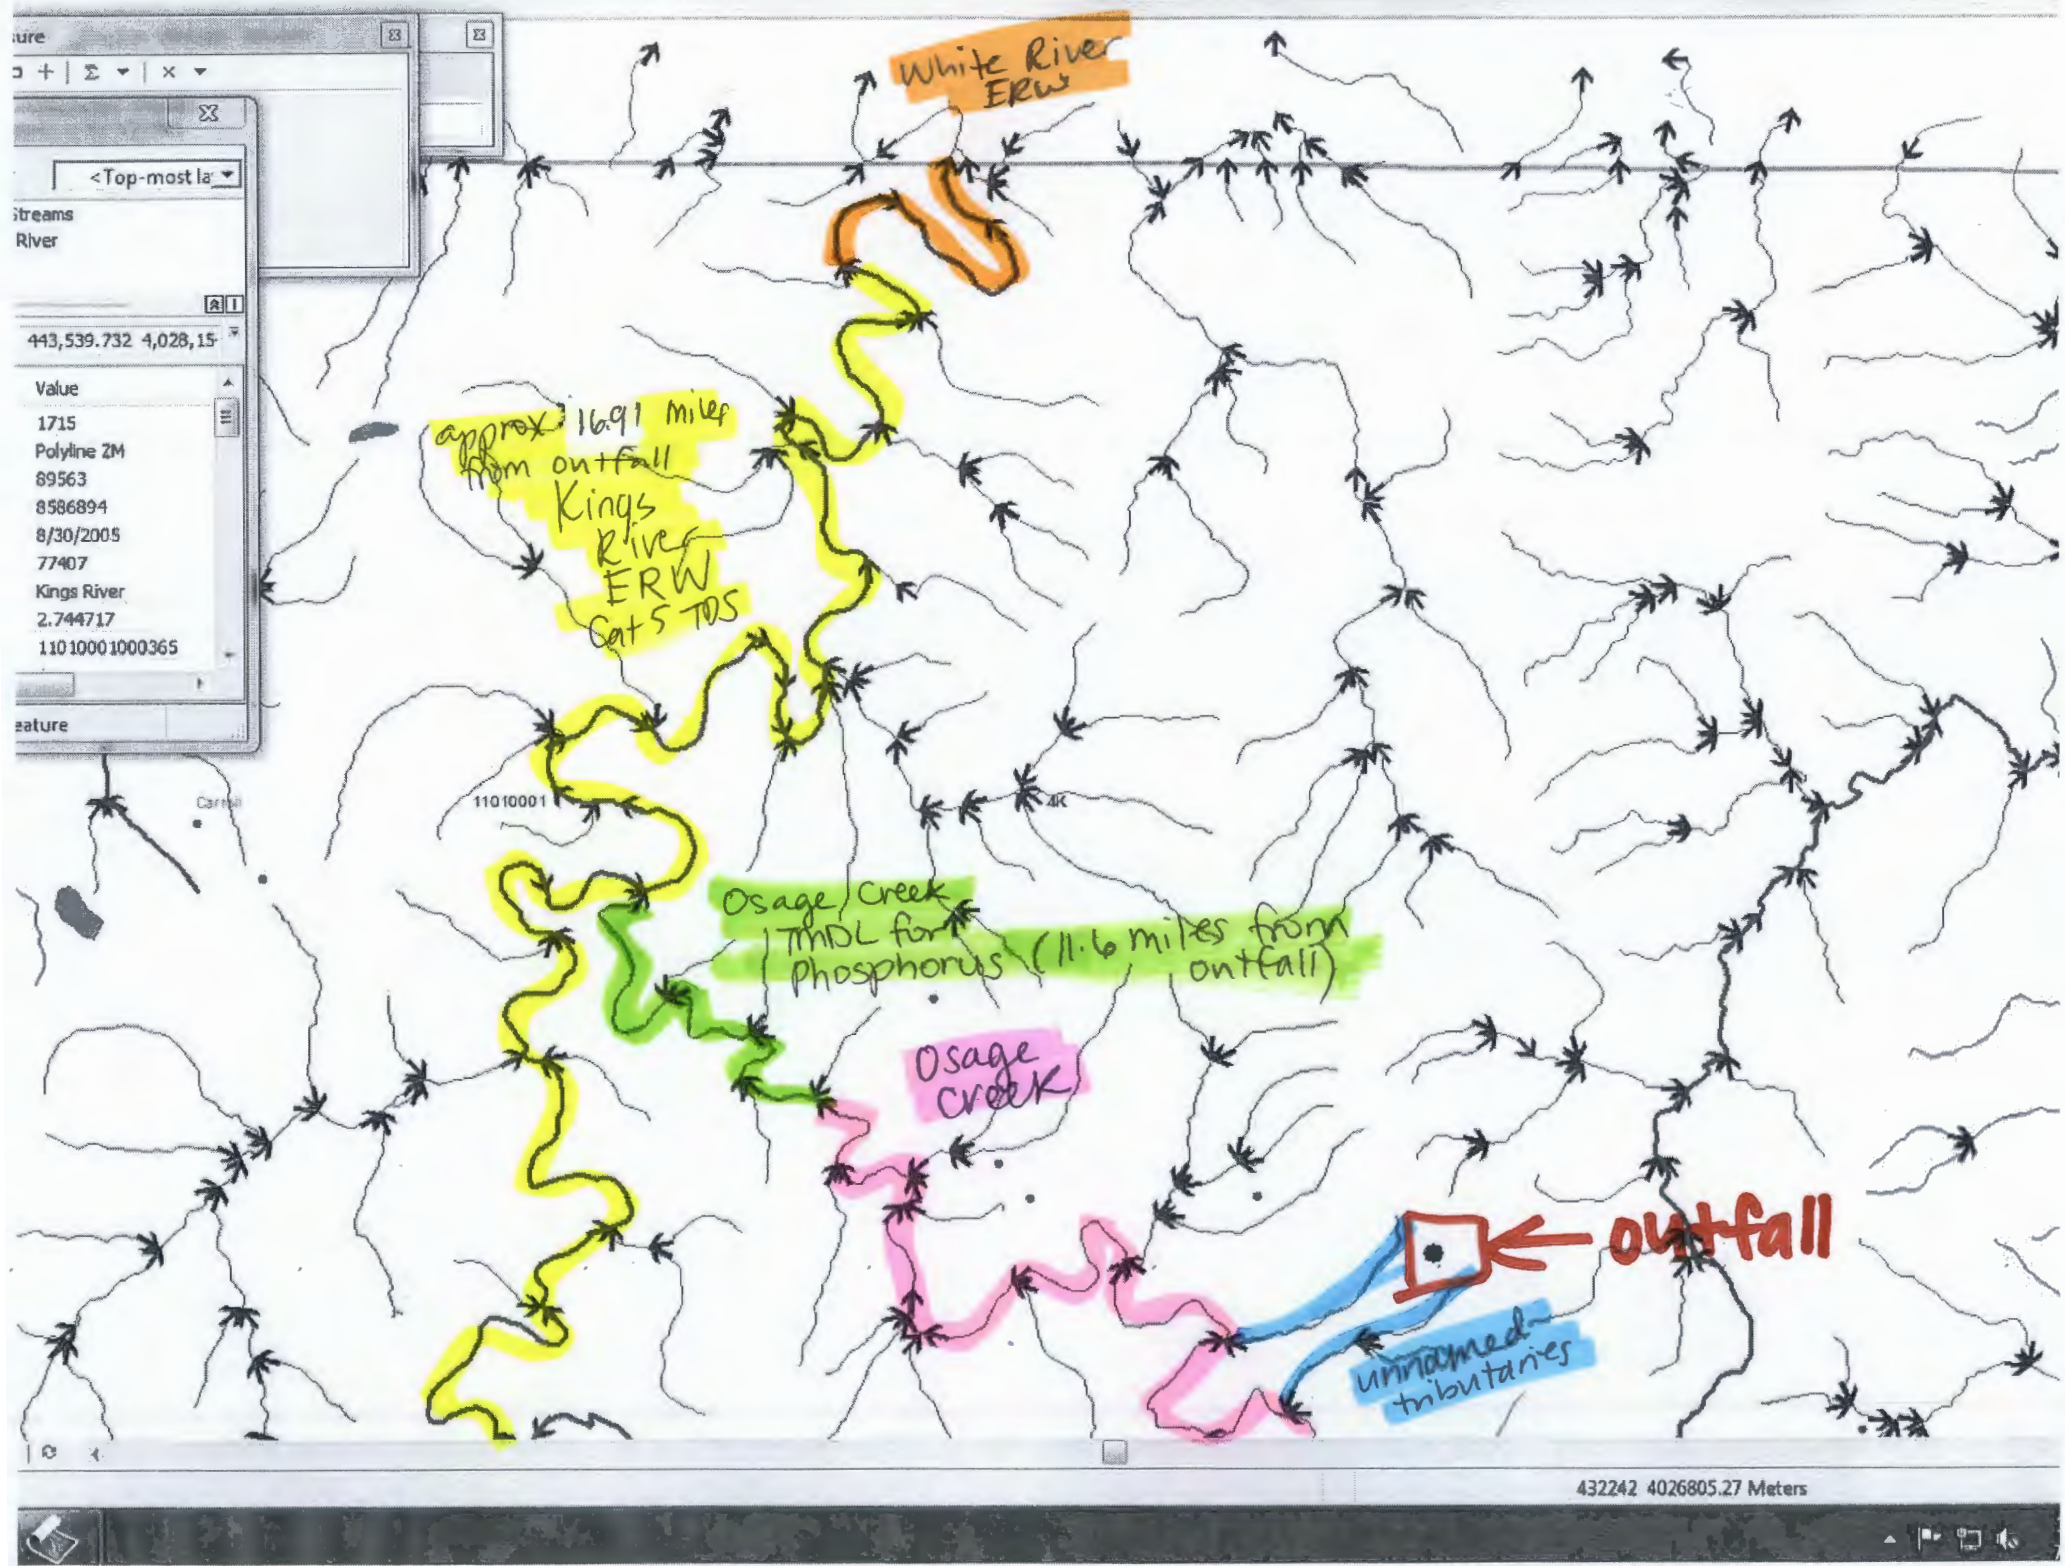 ure
<Top-most la
Streams
River
443,539.732 4,028,15
Value
1715
Polyline ZM
89563
8586894
8/30/2005
77407
Kings River
2.744717
11010001000365
eature
White River
ERW
approx 16.91 miles
from outfall
Kings
River
ERW
Cat 5 TDS
11010001
4K
Osage Creek
TMDL for
Phosphorus (11.6 miles from
outfall)
Osage
Creek
outfall
unnamed
tributaries
432242 4026805.27 Meters